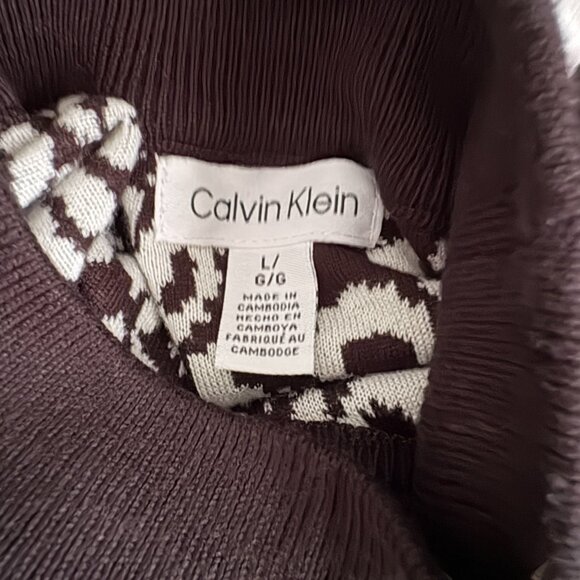 Calvin Klein
L/
G/G
MADE IN
CAMBODIA
HECHO EN
CAMBOYA
FABRIQUÉ AU
CAMBODGE